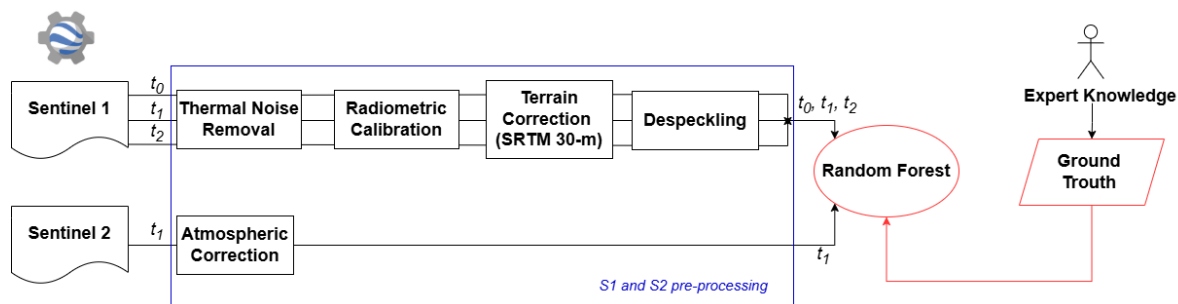 Sentinel 1
t0
t1
t2
Thermal Noise
Removal
Radiometric
Calibration
Terrain
Correction
(SRTM 30-m)
Despeckling
t0, t1, t2
Random Forest
Expert Knowledge
Ground
Trouth
Sentinel 2
t1
Atmospheric
Correction
t1
S1 and S2 pre-processing